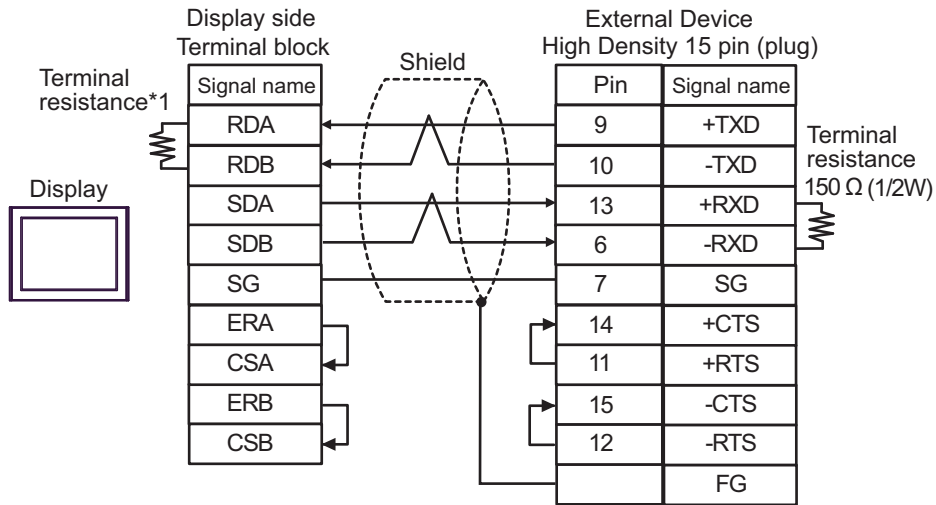 Display side
Terminal block
External Device
High Density 15 pin (plug)
Shield
Terminal
resistance*1
Display
Signal name
RDA
RDB
SDA
SDB
SG
ERA
CSA
ERB
CSB
Pin Signal name
9 +TXD
10 -TXD
13 +RXD
6 -RXD
7 SG
14 +CTS
11 +RTS
15 -CTS
12 -RTS
FG
Terminal
resistance
150 Ω (1/2W)